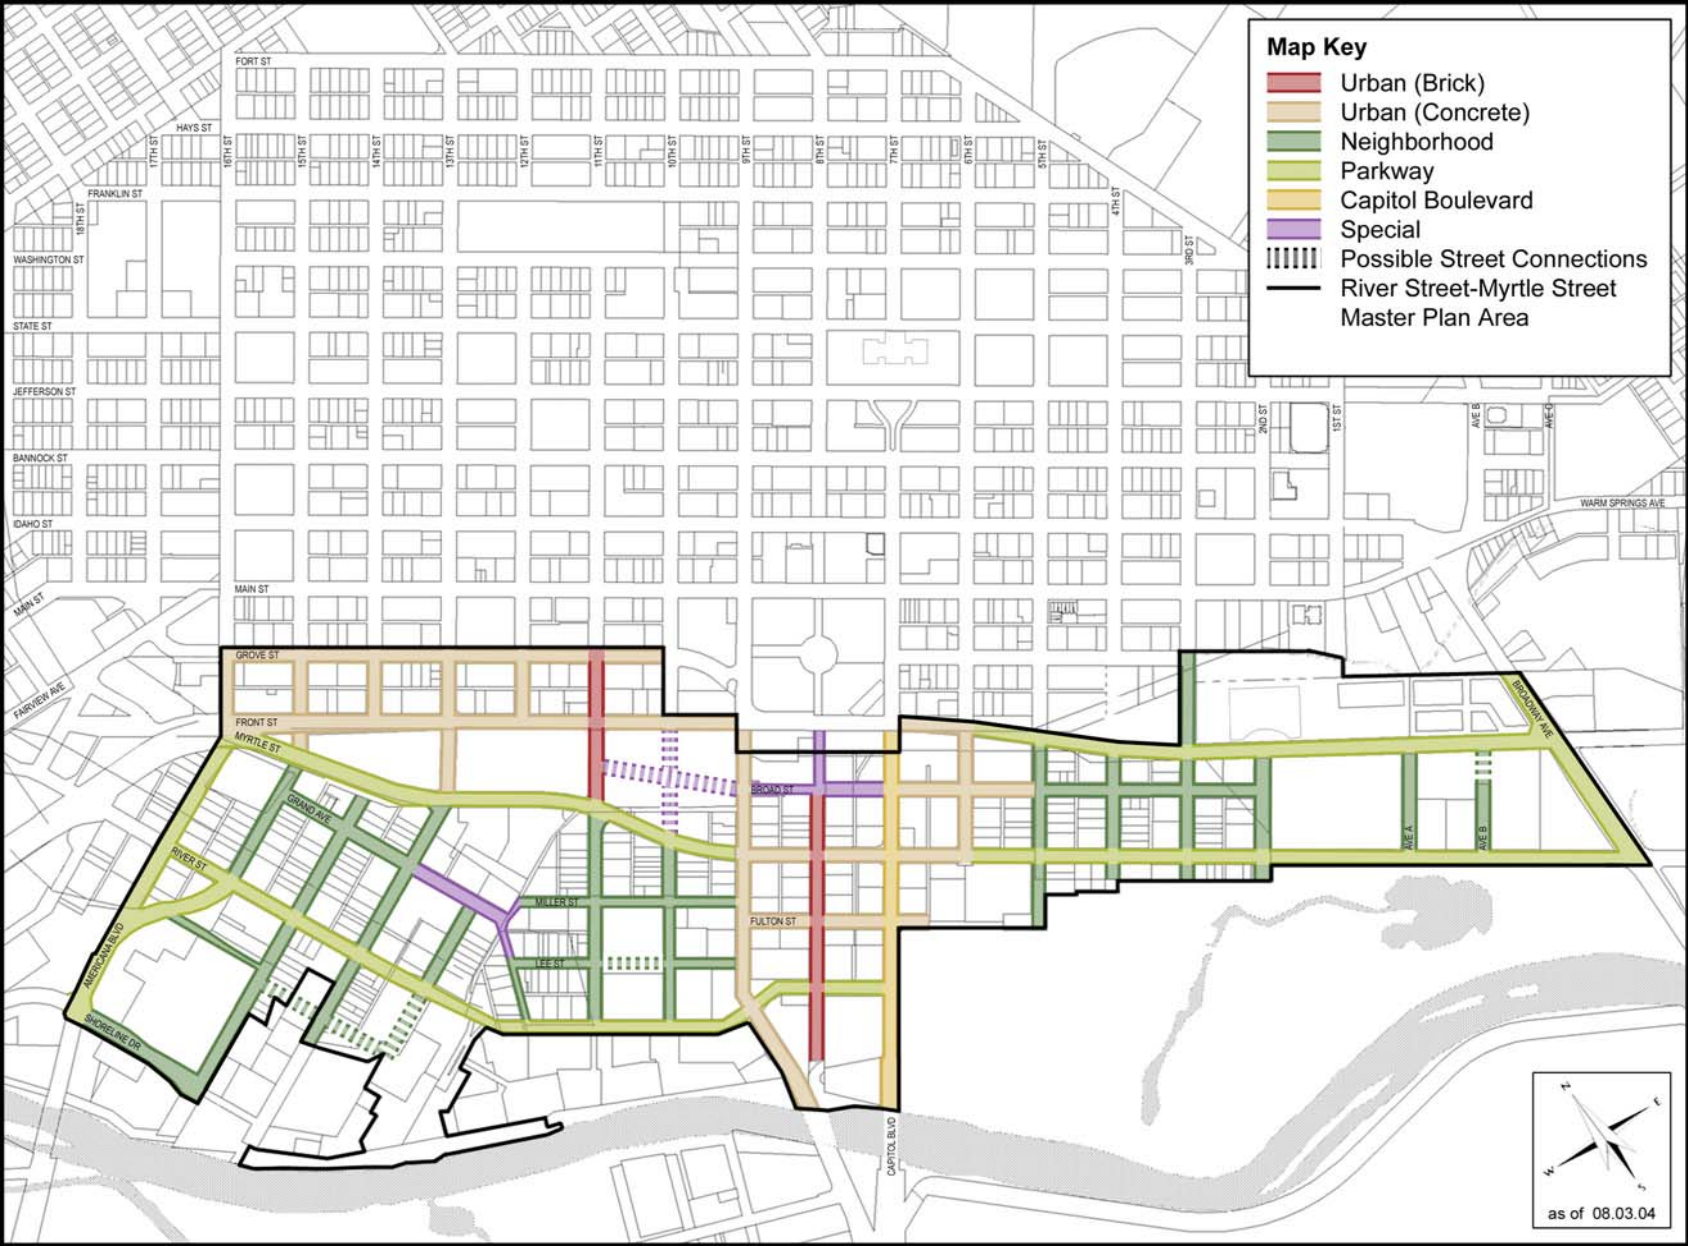 Map Key
Urban (Brick)
Urban (Concrete)
Neighborhood
Parkway
Capitol Boulevard
Special
Possible Street Connections
River Street-Myrtle Street
Master Plan Area
FORT ST
HAYS ST
17TH ST
16TH ST
15TH ST
14TH ST
13TH ST
12TH ST
11TH ST
10TH ST
9TH ST
8TH ST
7TH ST
6TH ST
5TH ST
4TH ST
3RD ST
FRANKLIN ST
18TH ST
WASHINGTON ST
STATE ST
JEFFERSON ST
2ND ST
1ST ST
AVE B
AVE C
BANNOCK ST
WARM SPRINGS AVE
IDAHO ST
MAIN ST
MAIN ST
GROVE ST
FAIRVIEW AVE
FRONT ST
BROADWAY AVE
MYRTLE ST
BROAD ST
GRAND AVE
AVE A
AVE B
RIVER ST
MILLER ST
FULTON ST
AMERICANA BLVD
LEE ST
SHORELINE DR
CAPITOL BLVD
N
E
W
S
as of 08.03.04